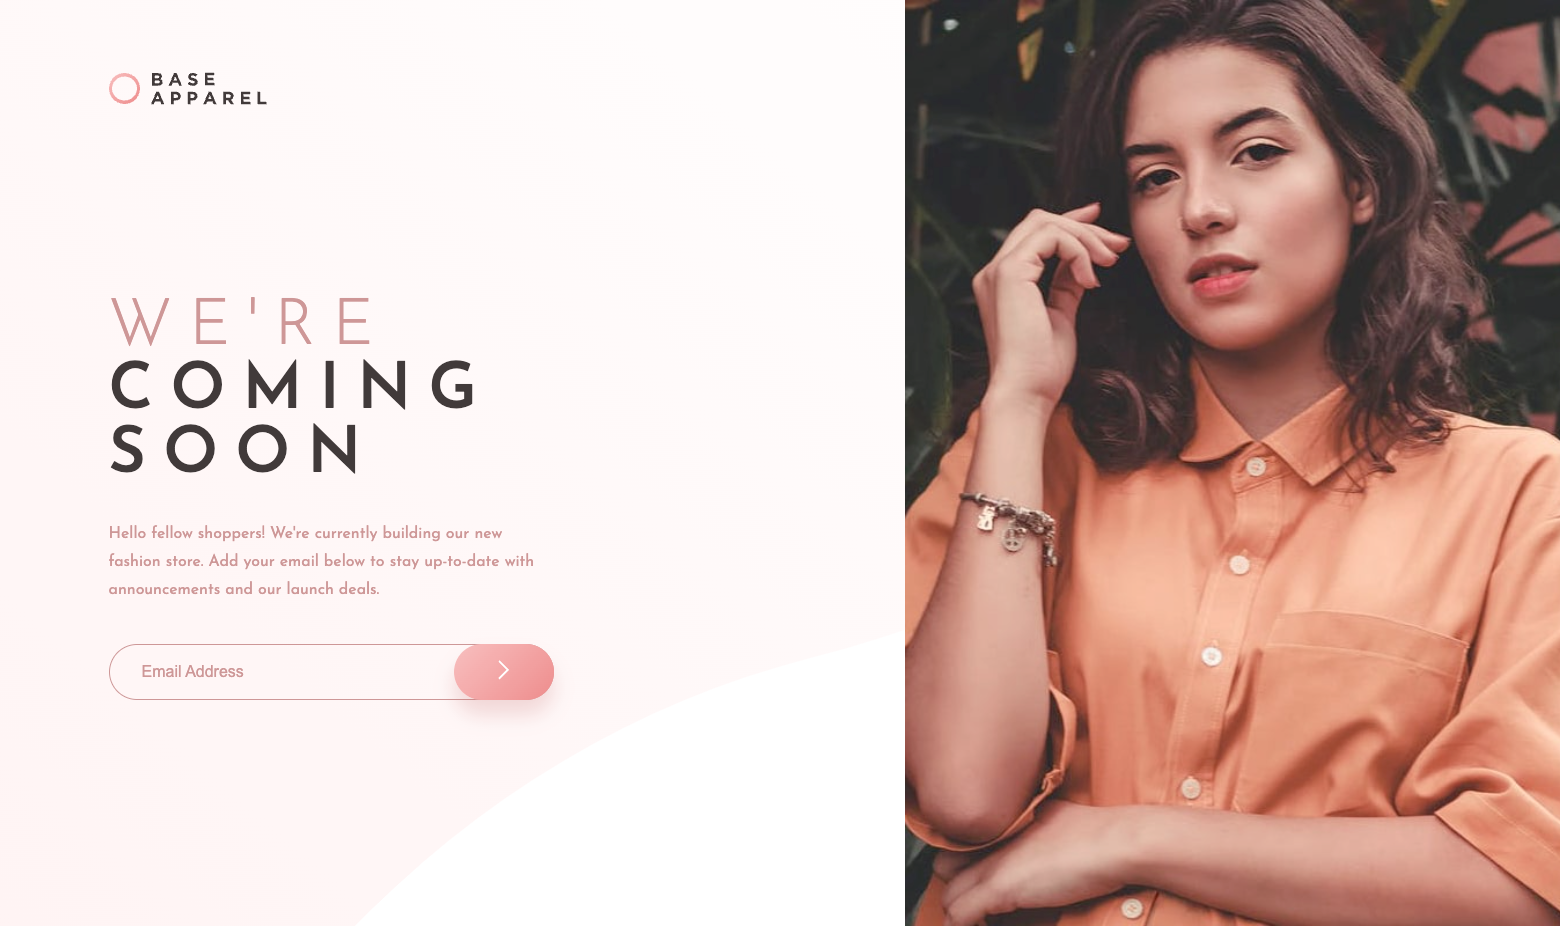 BASE
APPAREL
WE'RE
COMING
SOON
Hello fellow shoppers! We're currently building our new
fashion store. Add your email below to stay up-to-date with
announcements and our launch deals.
Email Address